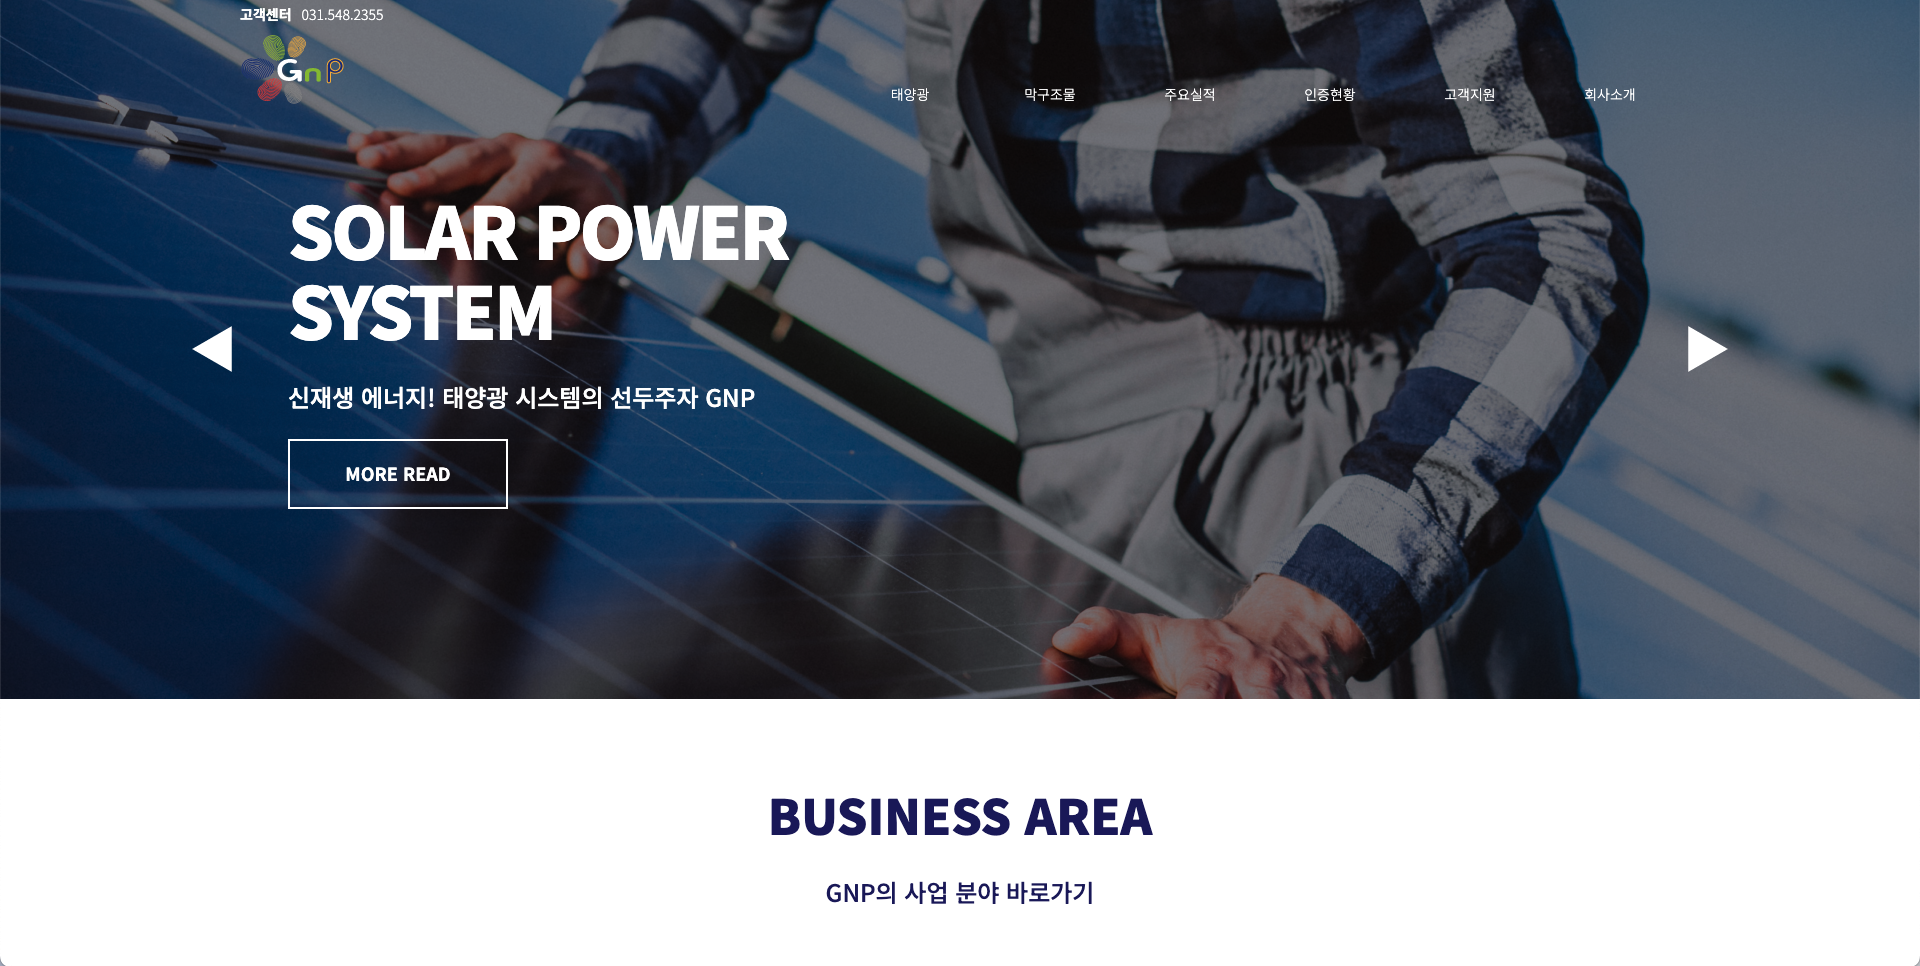 고객센터 031.548.2355
GnP
태양광 막구조물 주요실적 인증현황 고객지원 회사소개
SOLAR POWER
SYSTEM
신재생 에너지! 태양광 시스템의 선두주자 GNP
MORE READ
BUSINESS AREA
GNP의 사업 분야 바로가기